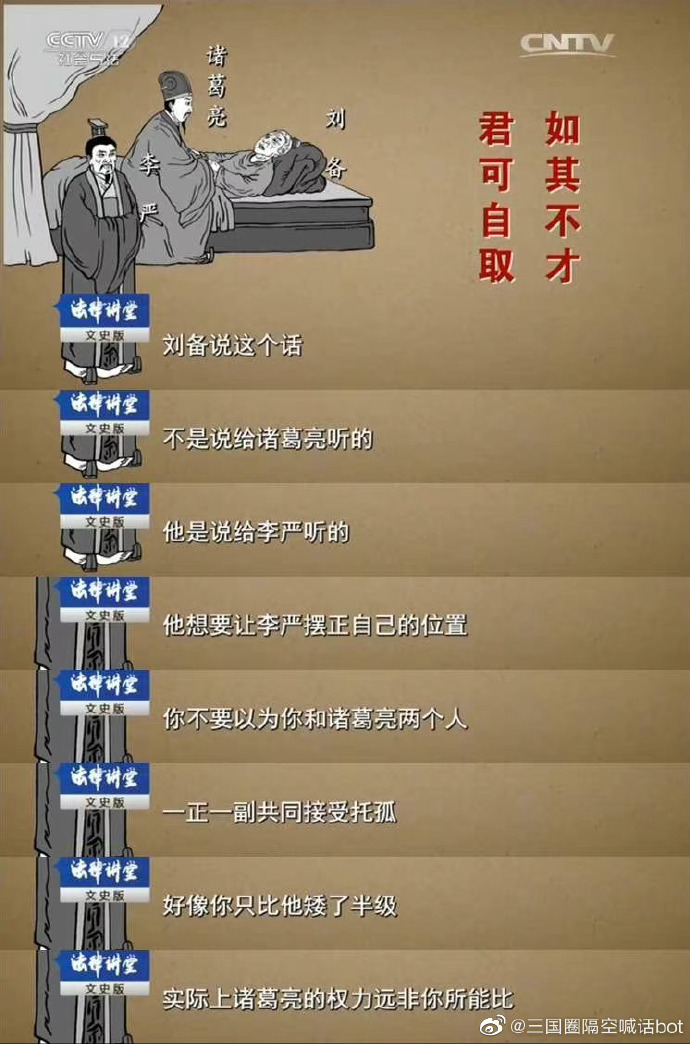 CCTV 12
社会与法
CNTV
诸葛亮
刘备
李严
如其不才
君可自取
法律讲堂
文史版
刘备说这个话
法律讲堂
文史版
不是说给诸葛亮听的
法律讲堂
文史版
他是说给李严听的
法律讲堂
文史版
他想要让李严摆正自己的位置
法律讲堂
文史版
你不要以为你和诸葛亮两个人
法律讲堂
文史版
一正一副共同接受托孤
法律讲堂
文史版
好像你只比他矮了半级
法律讲堂
文史版
实际上诸葛亮的权力远非你所能比
@三国圈隔空喊话bot